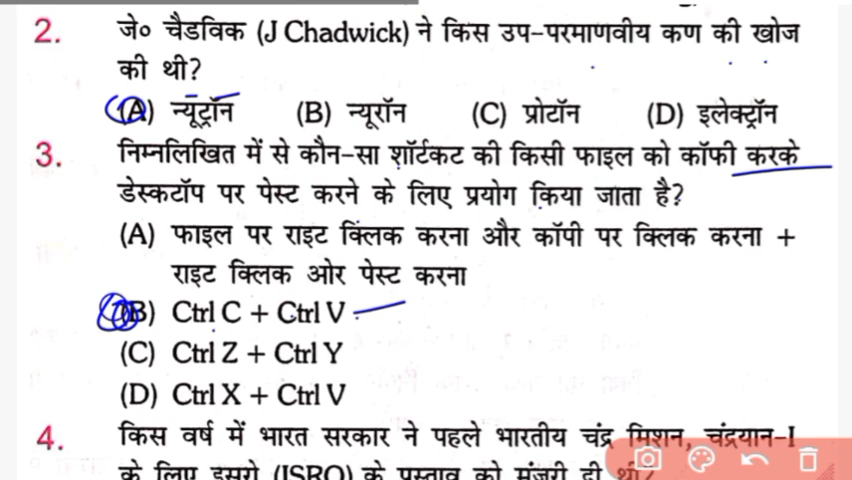 2. जे० चैडविक (J Chadwick) ने किस उप-परमाणवीय कण की खोज
की थी?
(A) न्यूट्रॉन (B) न्यूरॉन (C) प्रोटॉन (D) इलेक्ट्रॉन
3. निम्नलिखित में से कौन-सा शॉर्टकट की किसी फाइल को कॉफी करके
डेस्कटॉप पर पेस्ट करने के लिए प्रयोग किया जाता है?
(A) फाइल पर राइट क्लिक करना और कॉपी पर क्लिक करना +
राइट क्लिक ओर पेस्ट करना
(B) Ctrl C + Ctrl V
(C) Ctrl Z + Ctrl Y
(D) Ctrl X + Ctrl V
4. किस वर्ष में भारत सरकार ने पहले भारतीय चंद्र मिशन, चंद्रयान-I
के लिए इसरो (ISRO) के प्रस्ताव को मंजूरी दी थी?